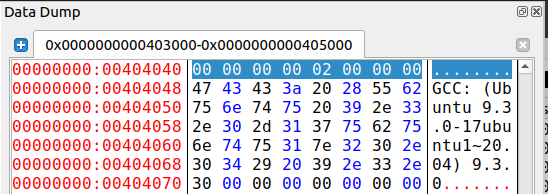 Data Dump
0x0000000000403000-0x0000000000405000
00000000:00404040 00 00 00 00 02 00 00 00 ........
00000000:00404048 47 43 43 3a 20 28 55 62 GCC: (Ub
00000000:00404050 75 6e 74 75 20 39 2e 33 untu 9.3
00000000:00404058 2e 30 2d 31 37 75 62 75 .0-17ubu
00000000:00404060 6e 74 75 31 7e 32 30 2e ntu1~20.
00000000:00404068 30 34 29 20 39 2e 33 2e 04) 9.3.
00000000:00404070 30 00 00 00 00 00 00 00 0.......